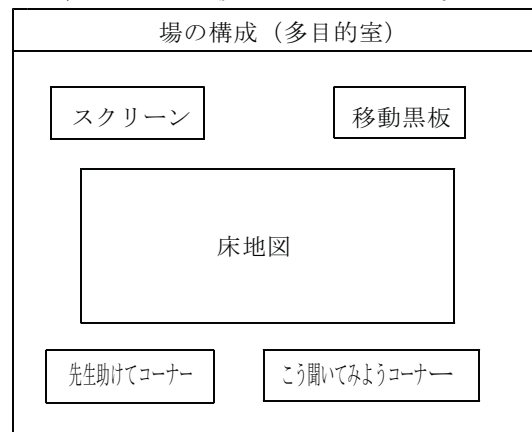 場の構成（多目的室）
スクリーン
移動黒板
床地図
先生助けてコーナー
こう聞いてみようコーナー